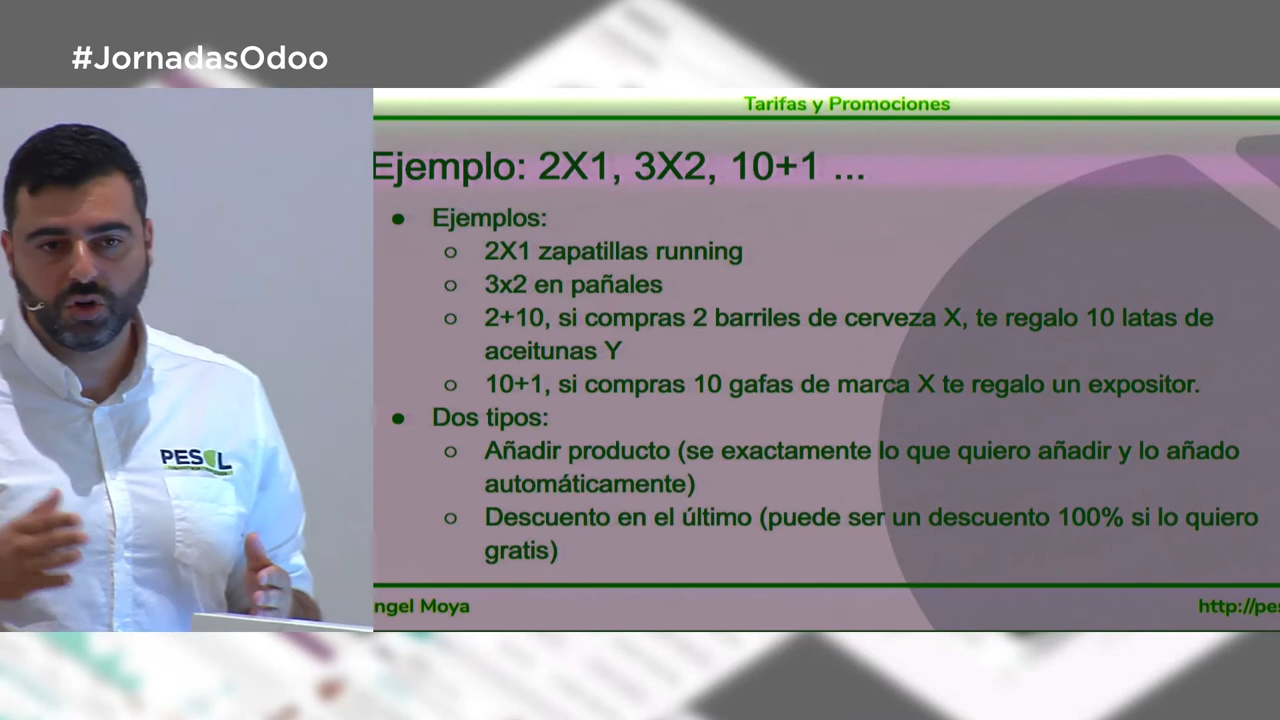 #JornadasOdoo
Tarifas y Promociones
Ejemplo: 2X1, 3X2, 10+1 ...
● Ejemplos:
○ 2X1 zapatillas running
○ 3x2 en pañales
○ 2+10, si compras 2 barriles de cerveza X, te regalo 10 latas de
aceitunas Y
○ 10+1, si compras 10 gafas de marca X te regalo un expositor.
● Dos tipos:
○ Añadir producto (se exactamente lo que quiero añadir y lo añado
automáticamente)
○ Descuento en el último (puede ser un descuento 100% si lo quiero
gratis)
PESOL
ngel Moya
http://pes